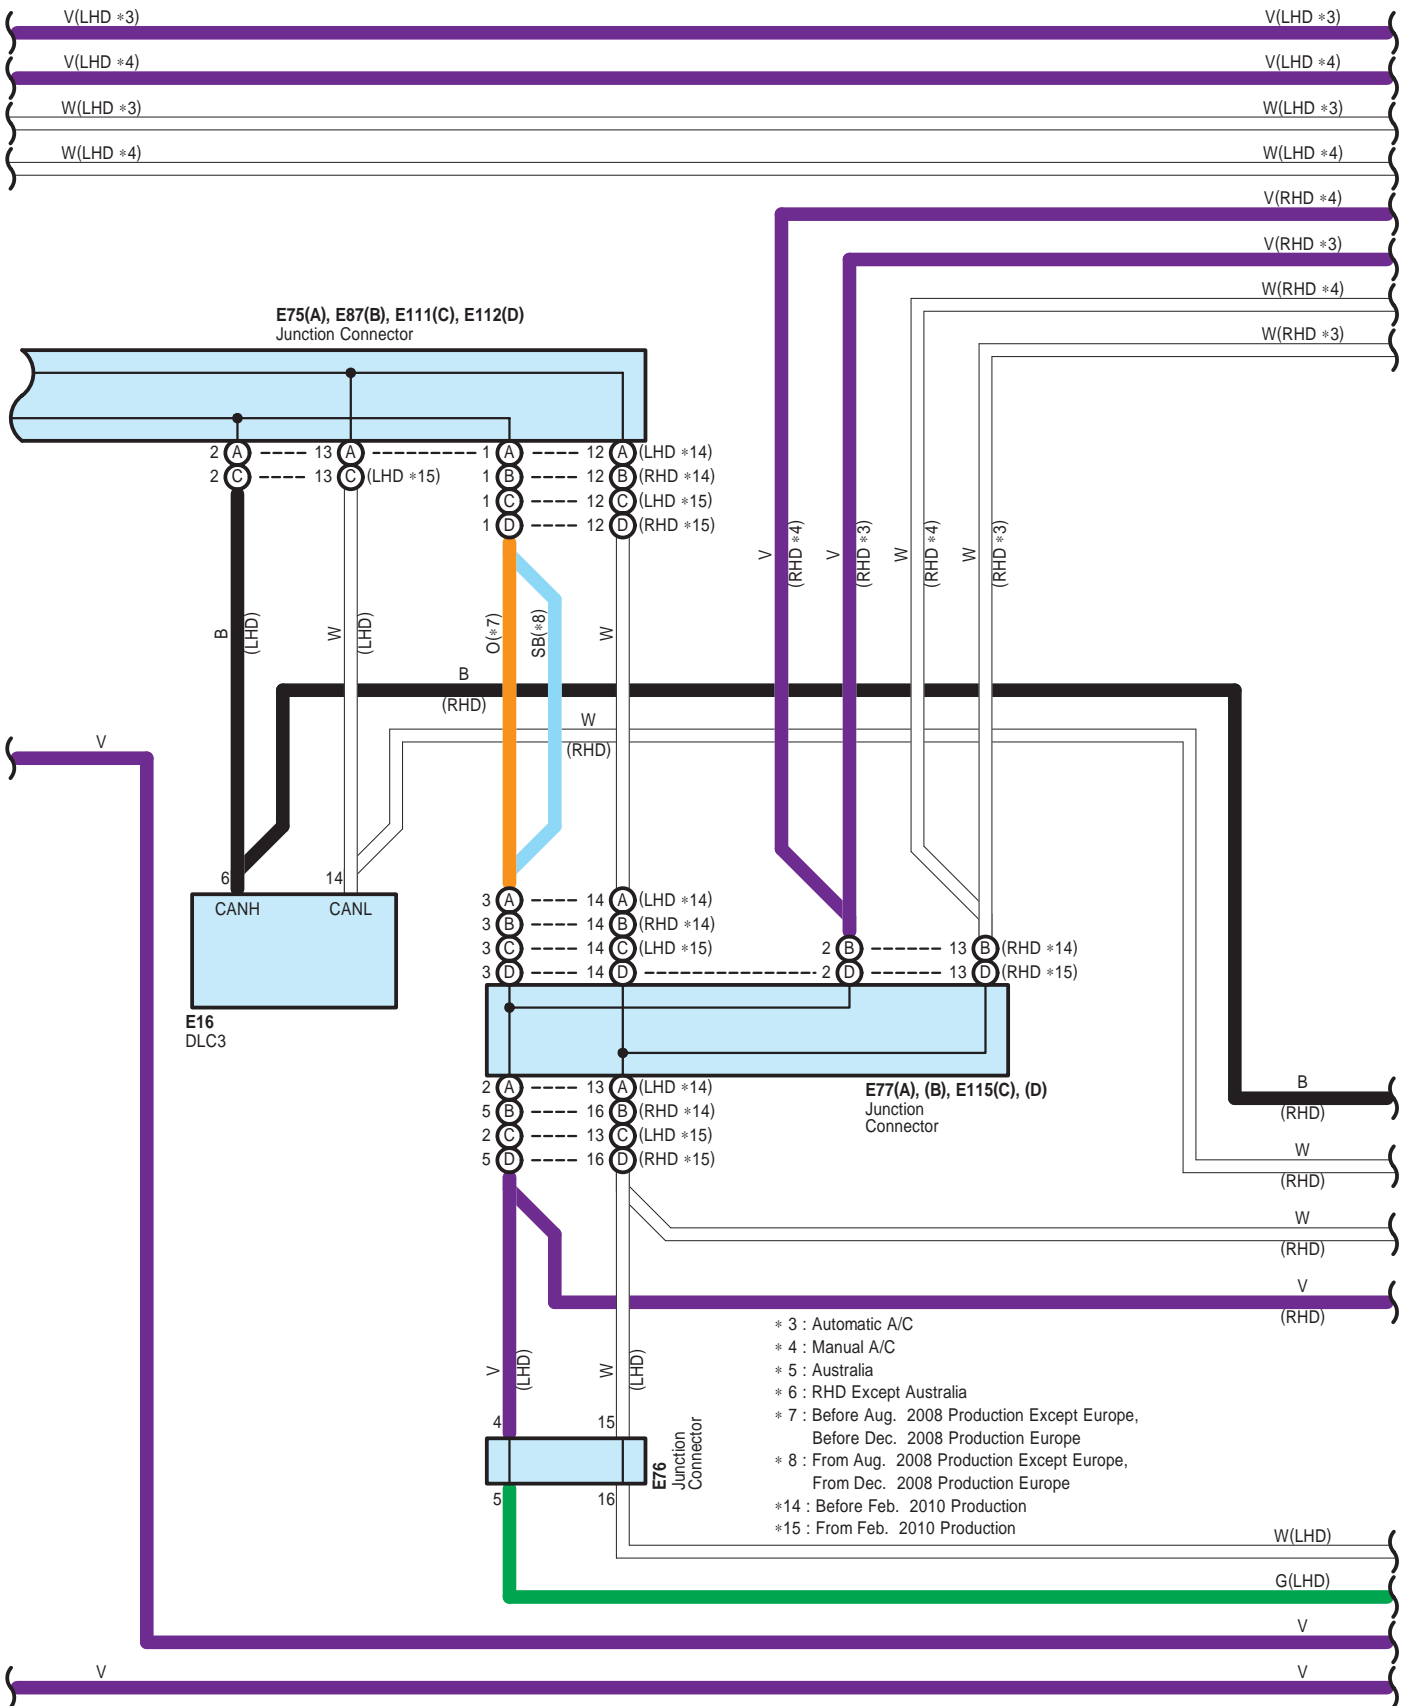 V(LHD *3) V(LHD *3)
V(LHD *4) V(LHD *4)
W(LHD *3) W(LHD *3)
W(LHD *4) W(LHD *4)
V(RHD *4)
V(RHD *3)
W(RHD *4)
W(RHD *3)
E75(A), E87(B), E111(C), E112(D)
Junction Connector
2 A 13 A 1 A 12 A (LHD *14)
2 C 13 C (LHD *15) 1 B 12 B (RHD *14)
1 C 12 C (LHD *15)
1 D 12 D (RHD *15)
V (RHD *4) V (RHD *3) W (RHD *4) W (RHD *3)
B (LHD) W (LHD) O(*7) SB(*8) W
B
(RHD)
W
(RHD)
V
6 14
CANH CANL
E16
DLC3
3 A 14 A (LHD *14)
3 B 14 B (RHD *14)
3 C 14 C (LHD *15) 2 B 13 B (RHD *14)
3 D 14 D 2 D 13 D (RHD *15)
2 A 13 A (LHD *14)
5 B 16 B (RHD *14)
2 C 13 C (LHD *15)
5 D 16 D (RHD *15)
E77(A), (B), E115(C), (D)
Junction
Connector
B
(RHD)
W
(RHD)
W
(RHD)
V
(RHD)
V (LHD) W (LHD)
4 15
E76
Junction
Connector
5 16
* 3 : Automatic A/C
* 4 : Manual A/C
* 5 : Australia
* 6 : RHD Except Australia
* 7 : Before Aug. 2008 Production Except Europe,
Before Dec. 2008 Production Europe
* 8 : From Aug. 2008 Production Except Europe,
From Dec. 2008 Production Europe
*14 : Before Feb. 2010 Production
*15 : From Feb. 2010 Production
W(LHD)
G(LHD)
V
V V